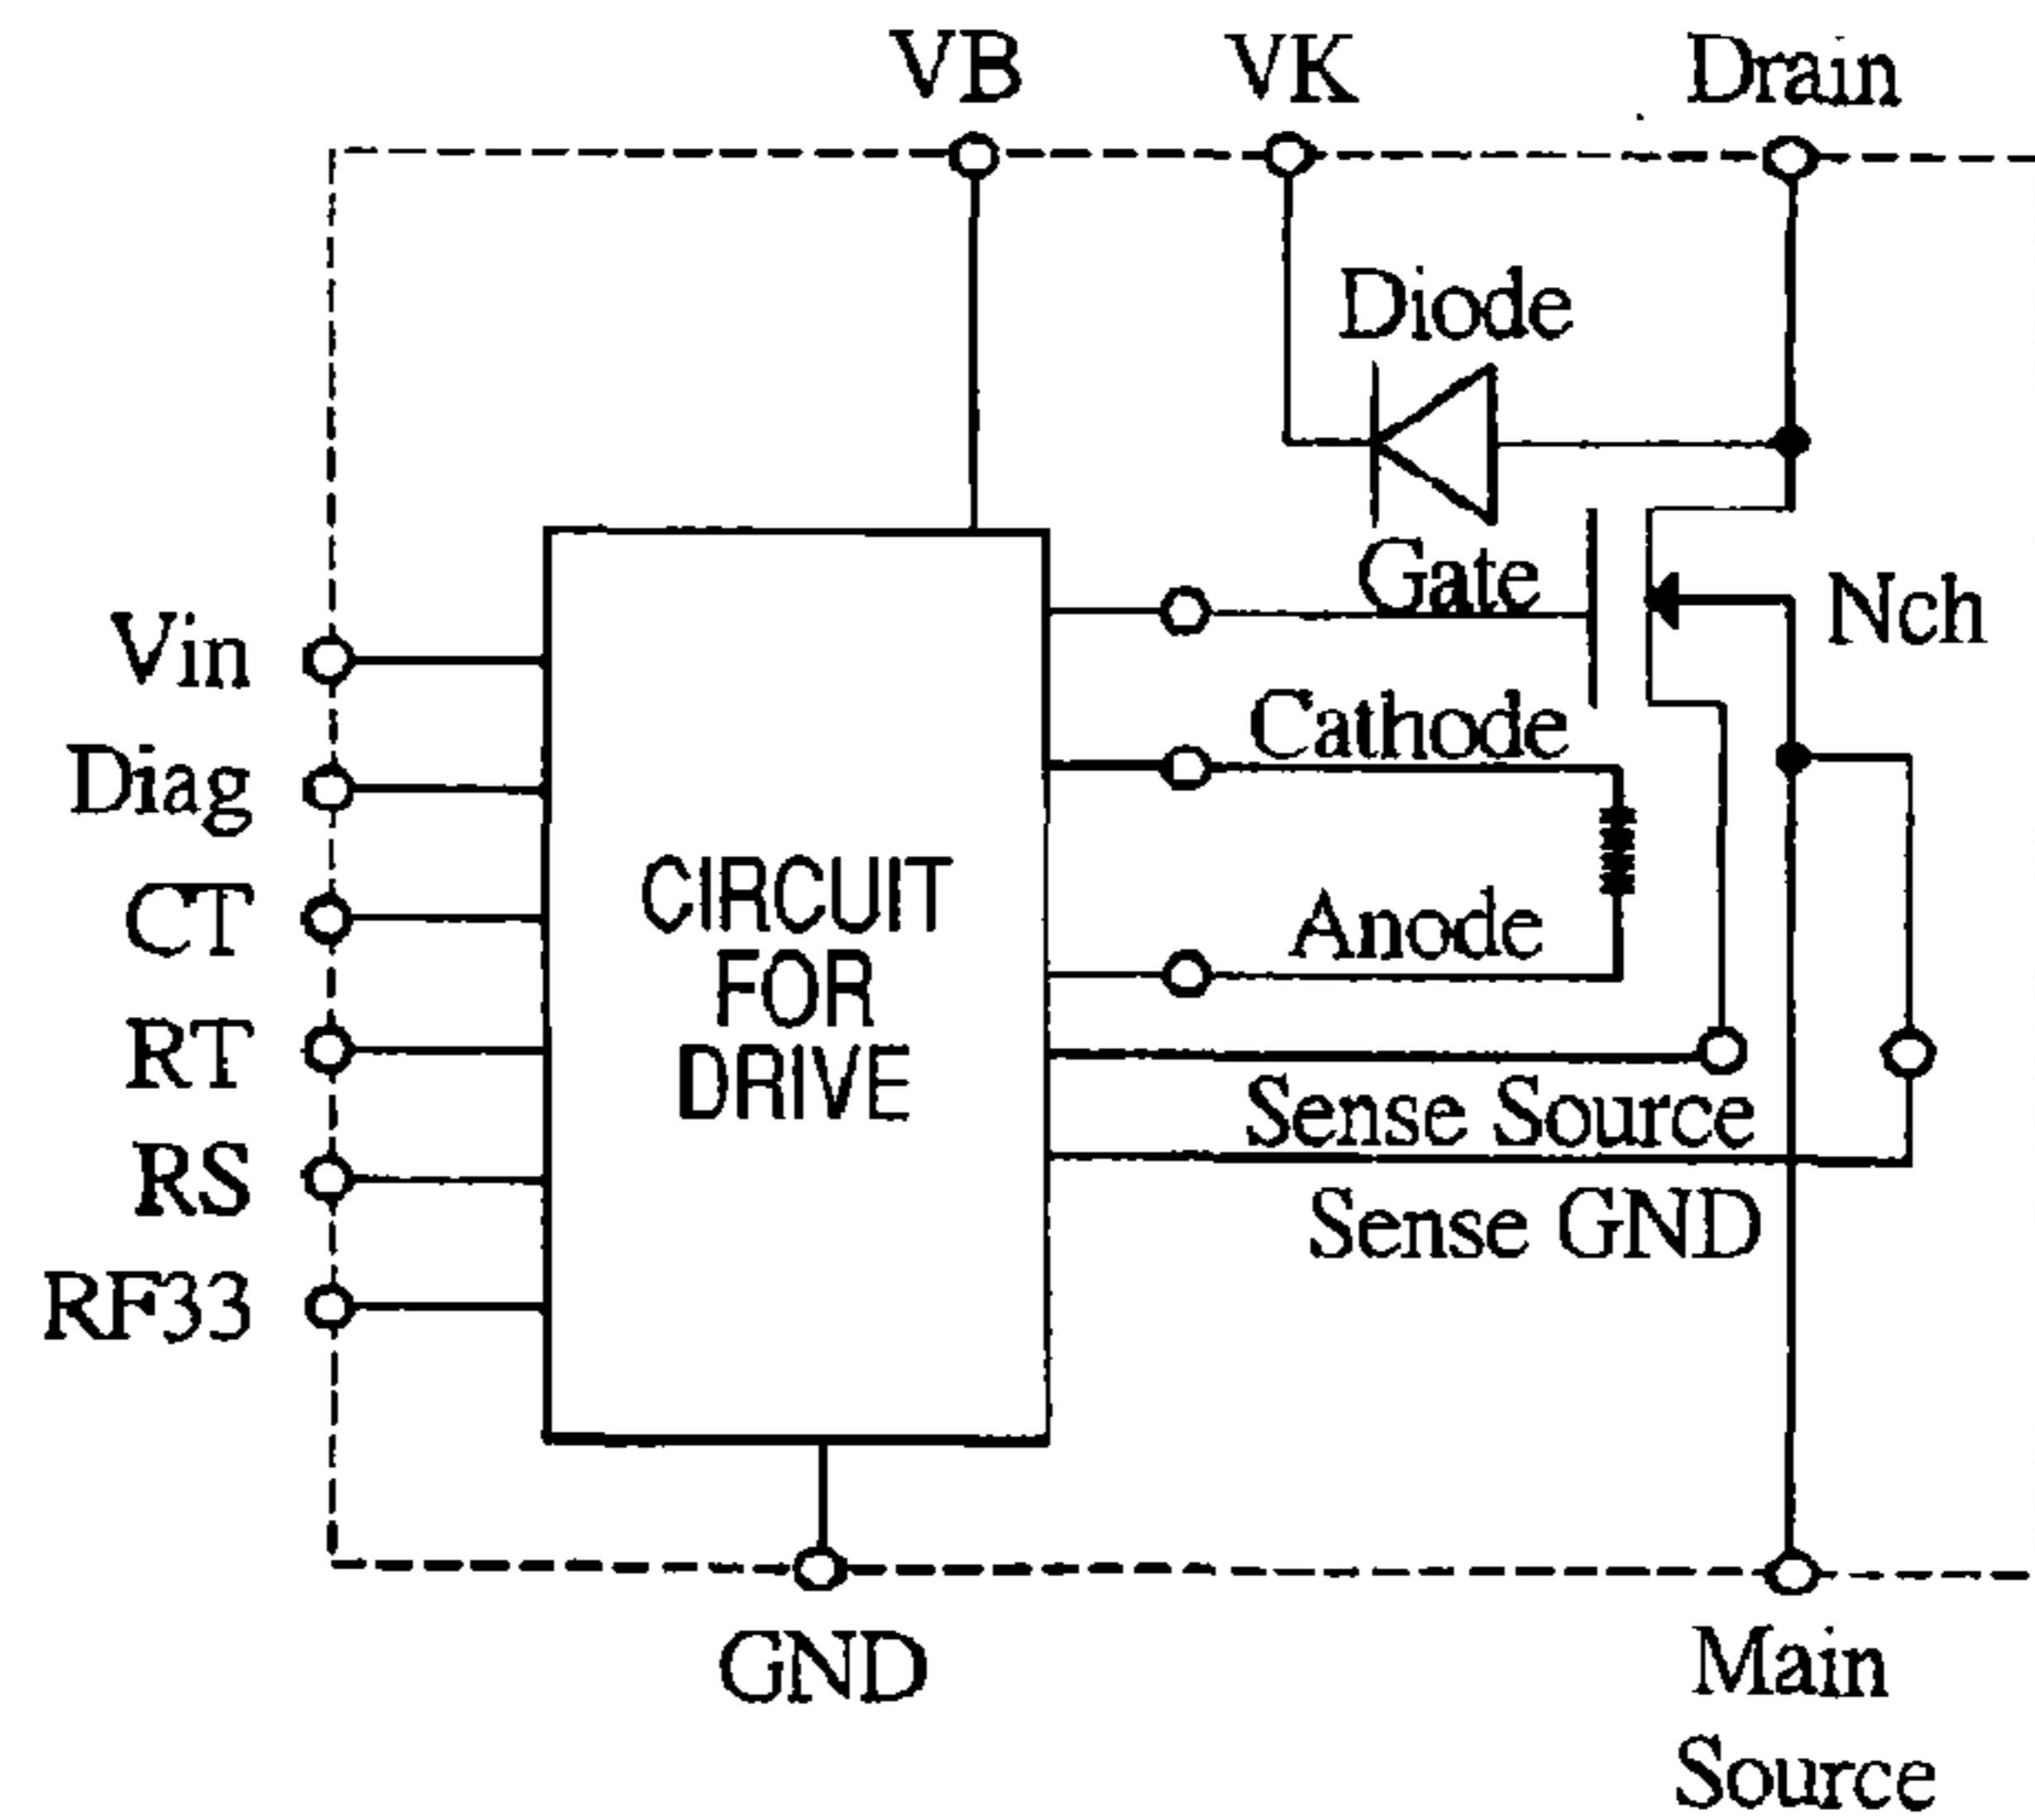 VB
VK
Drain
Diode
Gate
Nch
Vin
Cathode
Diag
CIRCUIT
FOR
DRIVE
CT
Anode
RT
Sense Source
RS
Sense GND
RF33
GND
Main
Source